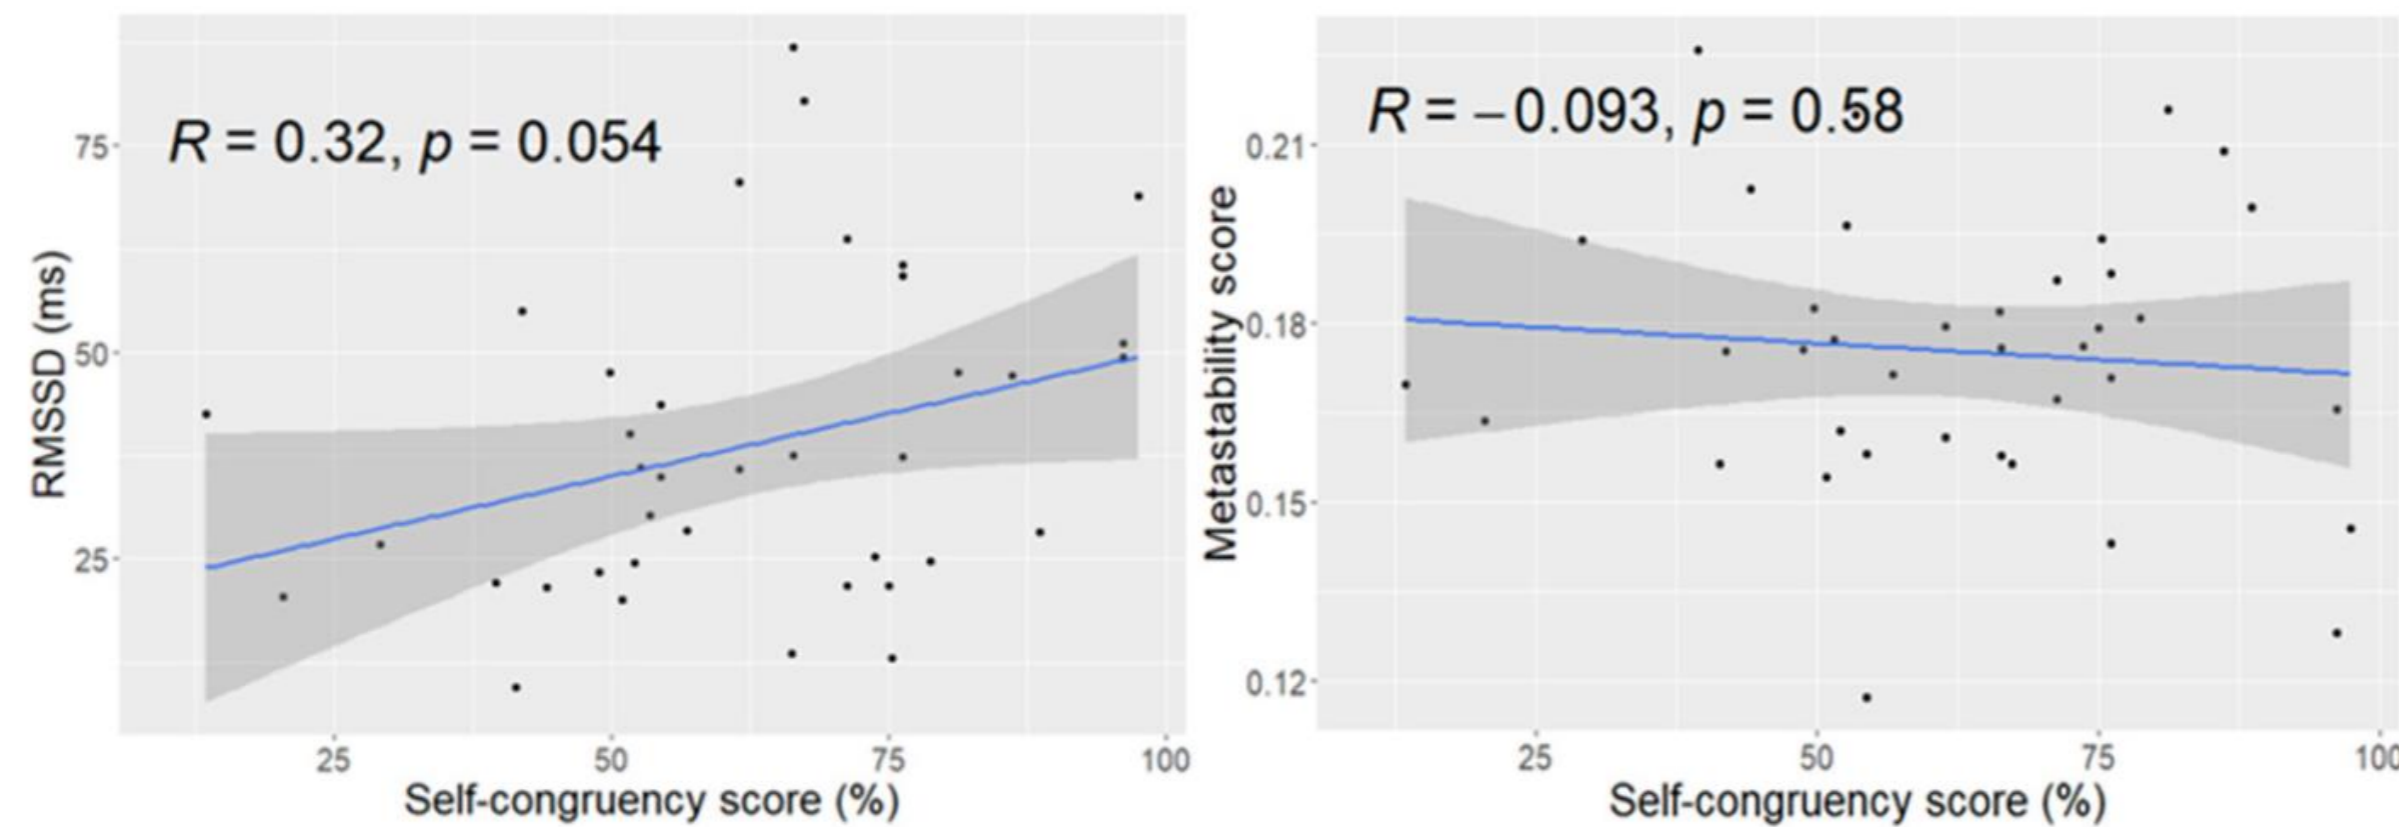 R = 0.32, p = 0.054
75
50
25
RMSSD (ms)
25
50
75
100
Self-congruency score (%)
R = −0.093, p = 0.58
0.21
0.18
0.15
0.12
Metastability score
25
50
75
100
Self-congruency score (%)